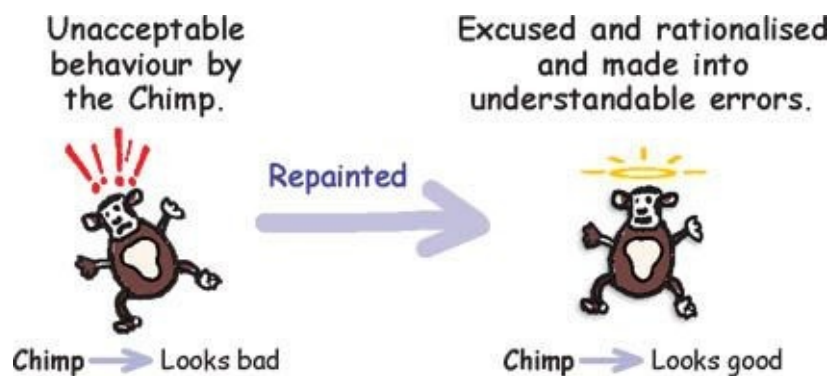 Unacceptable
behaviour by
the Chimp.
Excused and rationalised
and made into
understandable errors.
Repainted
Chimp Looks bad
Chimp Looks good